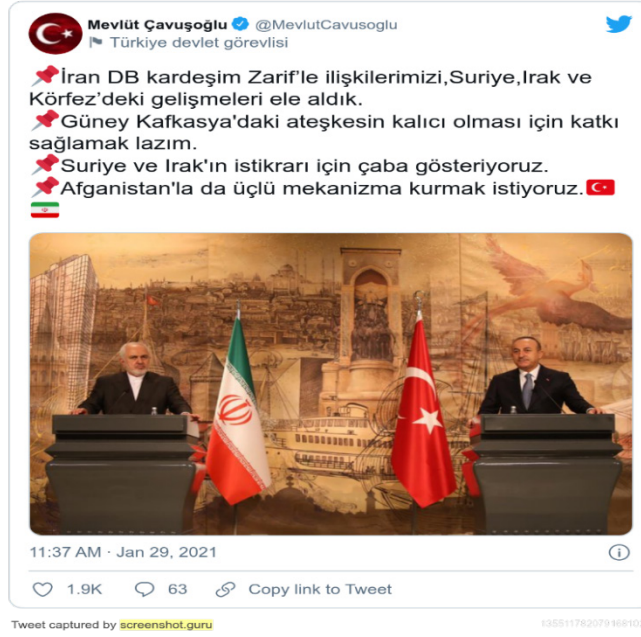 Mevlüt Çavuşoğlu @MevlutCavusoglu
Türkiye devlet görevlisi
📌İran DB kardeşim Zarif’le ilişkilerimizi,Suriye,Irak ve
Körfez’deki gelişmeleri ele aldık.
📌Güney Kafkasya'daki ateşkesin kalıcı olması için katkı
sağlamak lazım.
📌Suriye ve Irak'ın istikrarı için çaba gösteriyoruz.
📌Afganistan'la da üçlü mekanizma kurmak istiyoruz.🇹🇷
🇮🇷
11:37 AM · Jan 29, 2021
1.9K 63 Copy link to Tweet
Tweet captured by screenshot.guru